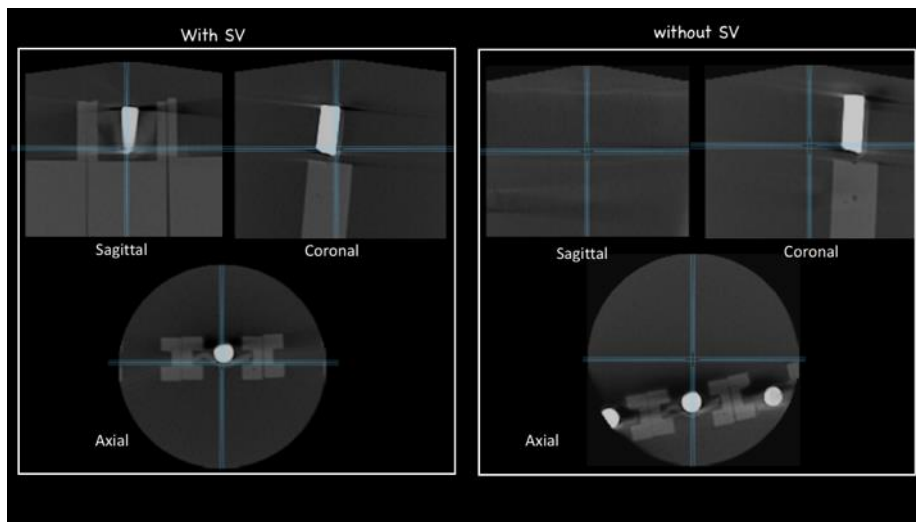 With SV
without SV
Sagittal
Coronal
Sagittal
Coronal
Axial
Axial